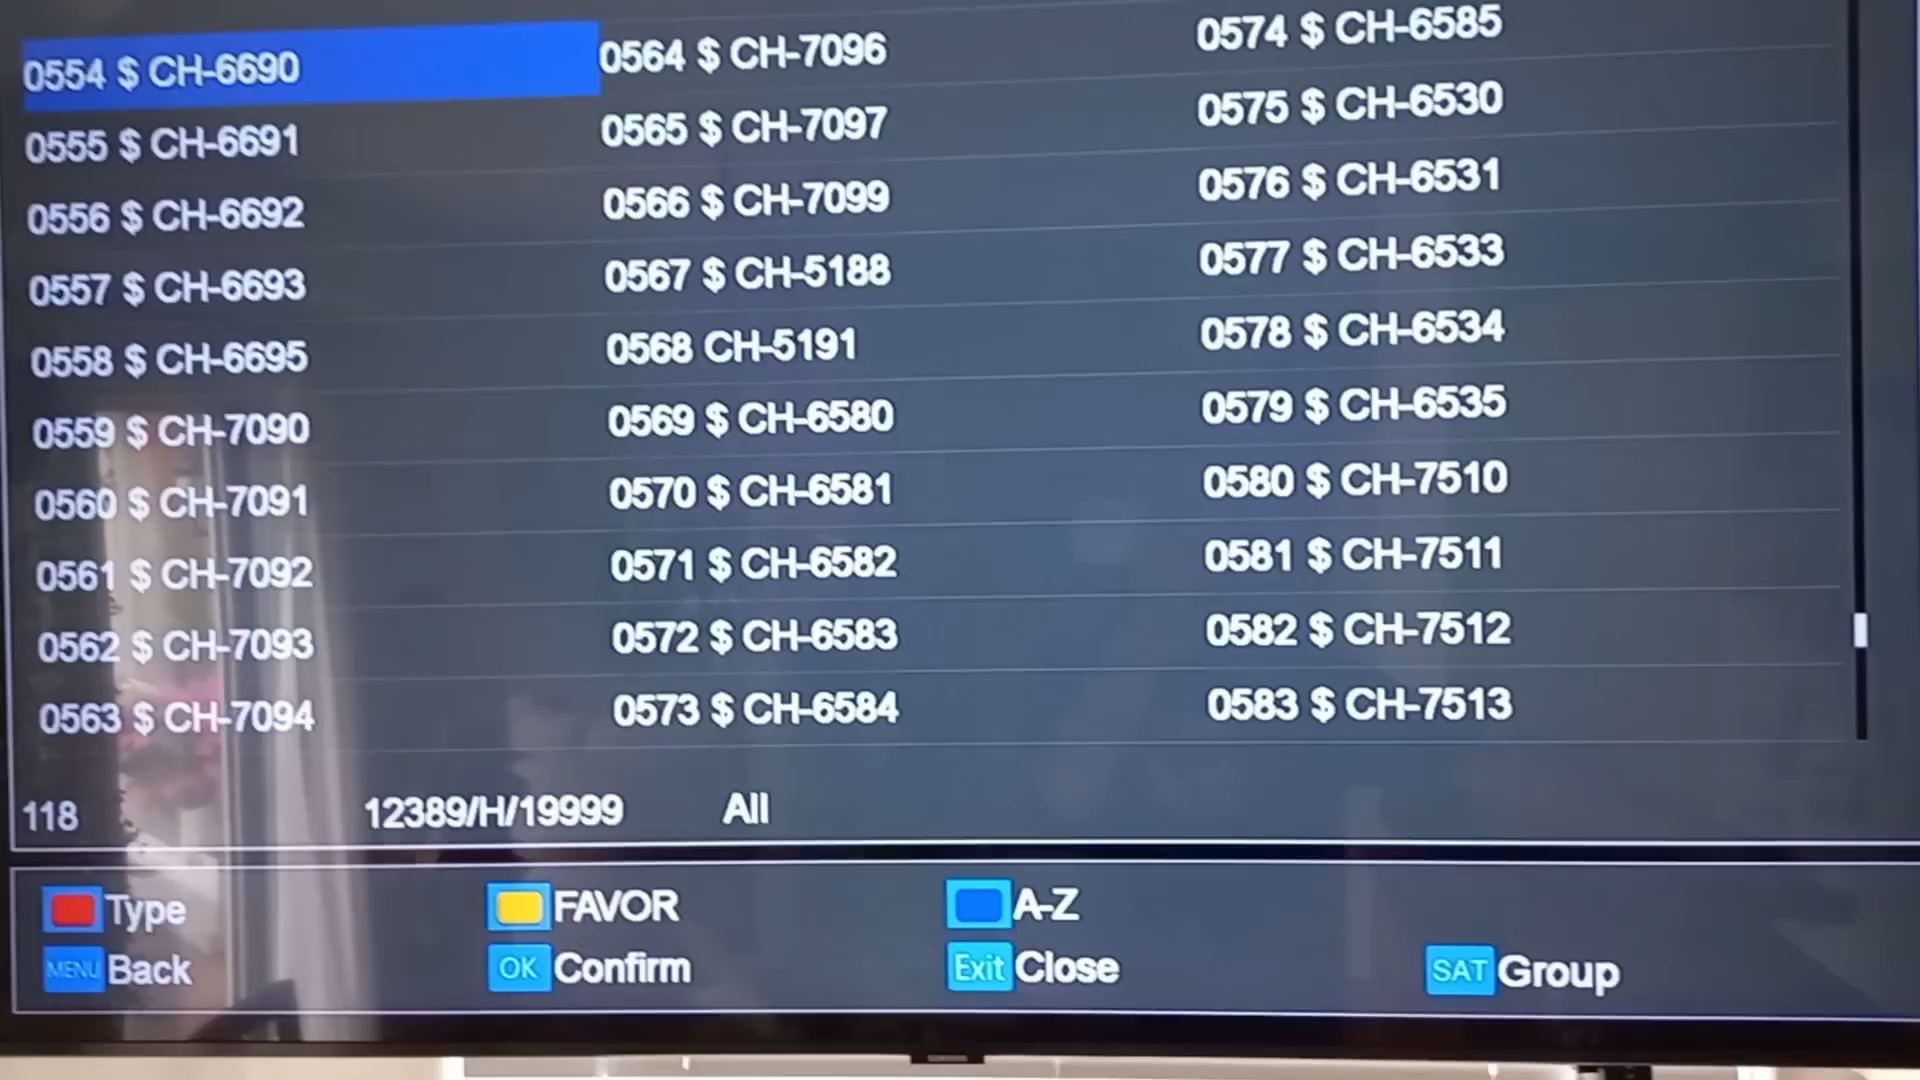 0554 $ CH-6690
0555 $ CH-6691
0556 $ CH-6692
0557 $ CH-6693
0558 $ CH-6695
0559 $ CH-7090
0560 $ CH-7091
0561 $ CH-7092
0562 $ CH-7093
0563 $ CH-7094
0564 $ CH-7096
0565 $ CH-7097
0566 $ CH-7099
0567 $ CH-5188
0568 CH-5191
0569 $ CH-6580
0570 $ CH-6581
0571 $ CH-6582
0572 $ CH-6583
0573 $ CH-6584
0574 $ CH-6585
0575 $ CH-6530
0576 $ CH-6531
0577 $ CH-6533
0578 $ CH-6534
0579 $ CH-6535
0580 $ CH-7510
0581 $ CH-7511
0582 $ CH-7512
0583 $ CH-7513
118 12389/H/19999 All
Type FAVOR A-Z
MENU Back OK Confirm Exit Close SAT Group